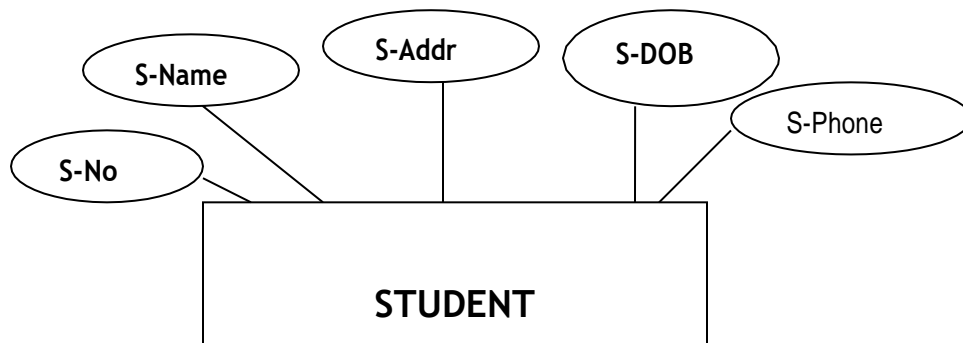 S-Addr
S-DOB
S-Name
S-Phone
S-No
STUDENT